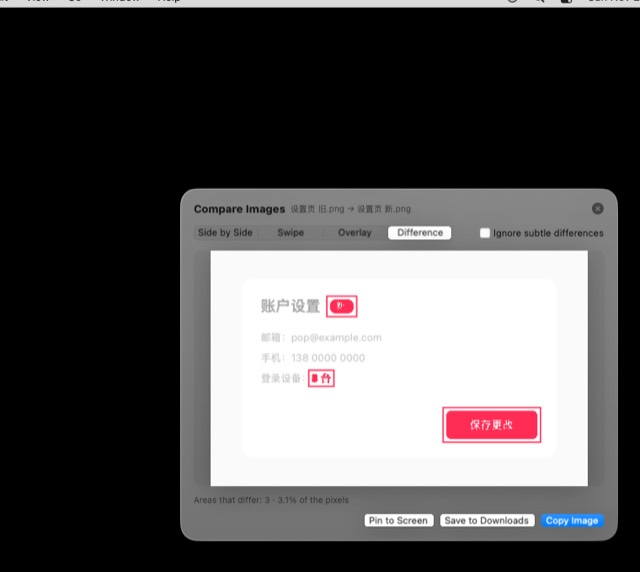 Compare Images 设置页 旧.png → 设置页 新.png
Side by Side Swipe Overlay Difference Ignore subtle differences
账户设置
邮箱: pop@example.com
手机: 138 0000 0000
登录设备:
保存更改
Areas that differ: 3 · 3.1% of the pixels
Pin to Screen Save to Downloads Copy Image